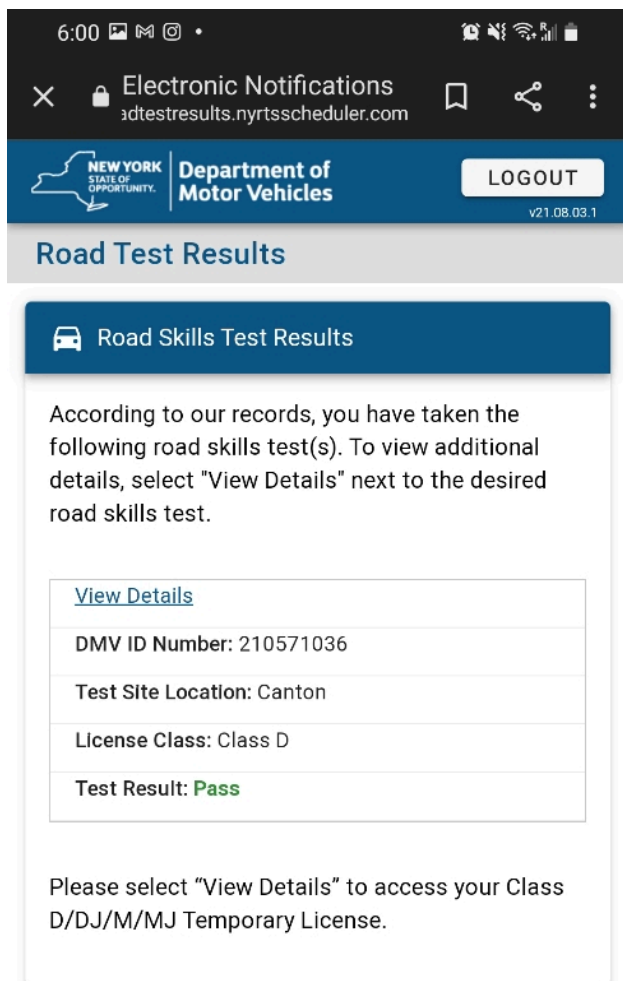 6:00
Electronic Notifications
adtestresults.nyrtsscheduler.com
NEW YORK
STATE OF
OPPORTUNITY.
Department of
Motor Vehicles
LOGOUT
v21.08.03.1
Road Test Results
Road Skills Test Results
According to our records, you have taken the
following road skills test(s). To view additional
details, select "View Details" next to the desired
road skills test.
View Details
DMV ID Number: 210571036
Test Site Location: Canton
License Class: Class D
Test Result: Pass
Please select “View Details” to access your Class
D/DJ/M/MJ Temporary License.